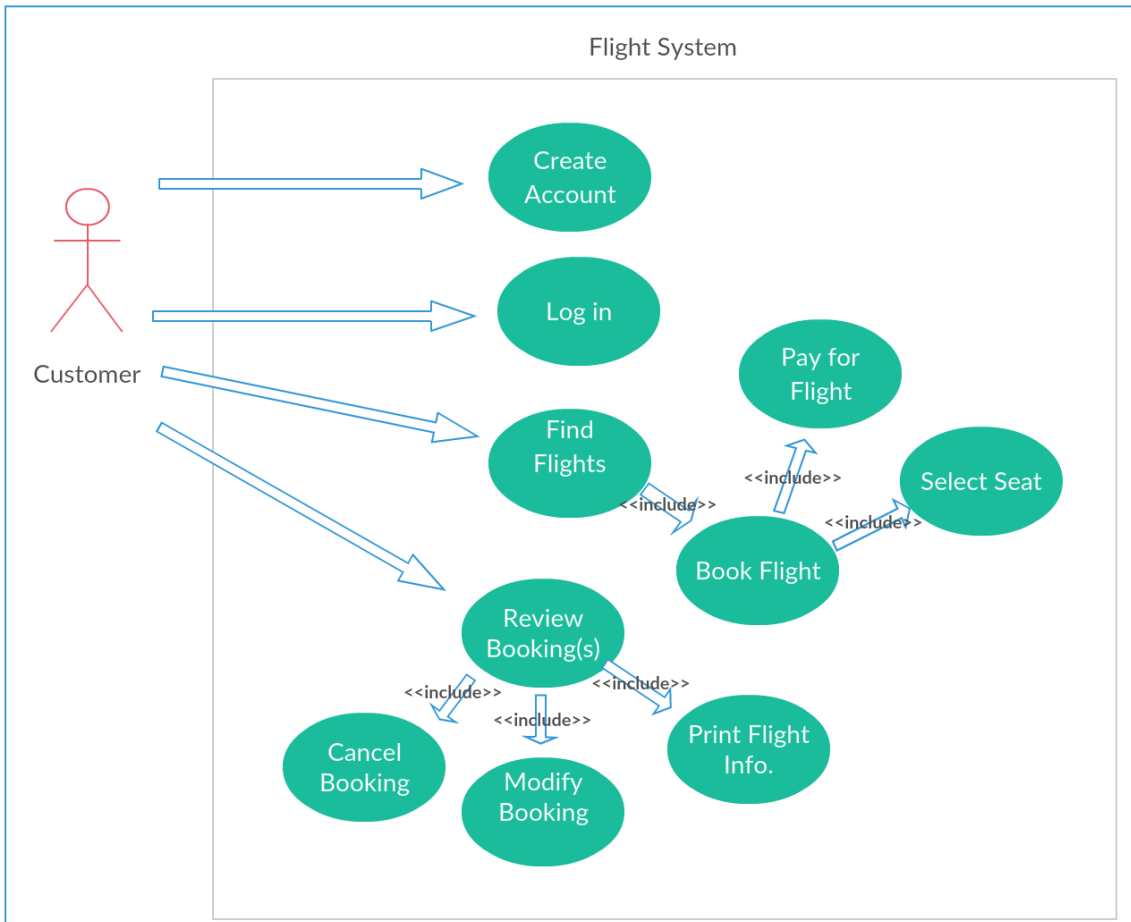 Flight System
Create
Account
Log in
Customer
Pay for
Flight
Find
Flights
<<include>>
Select Seat
<<include>>
<<include>>
Book Flight
Review
Booking(s)
<<include>>
<<include>>
<<include>>
Cancel
Booking
Modify
Booking
Print Flight
Info.